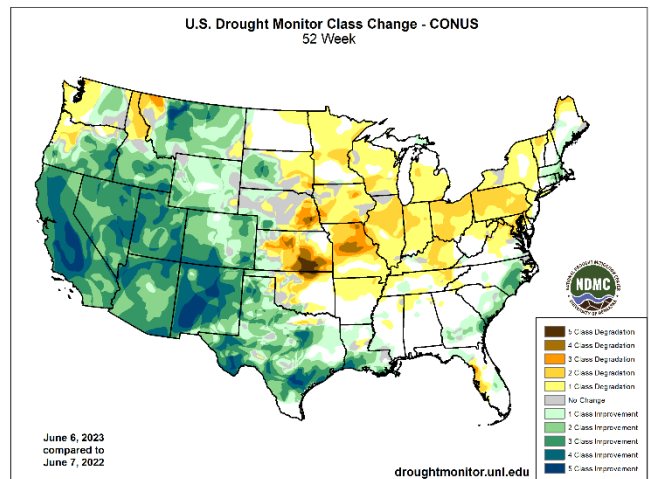 U.S. Drought Monitor Class Change - CONUS
52 Week
NDMC
5 Class Degradation
4 Class Degradation
3 Class Degradation
2 Class Degradation
1 Class Degradation
No Change
1 Class Improvement
2 Class Improvement
3 Class Improvement
4 Class Improvement
5 Class Improvement
June 6, 2023
compared to
June 7, 2022
droughtmonitor.unl.edu